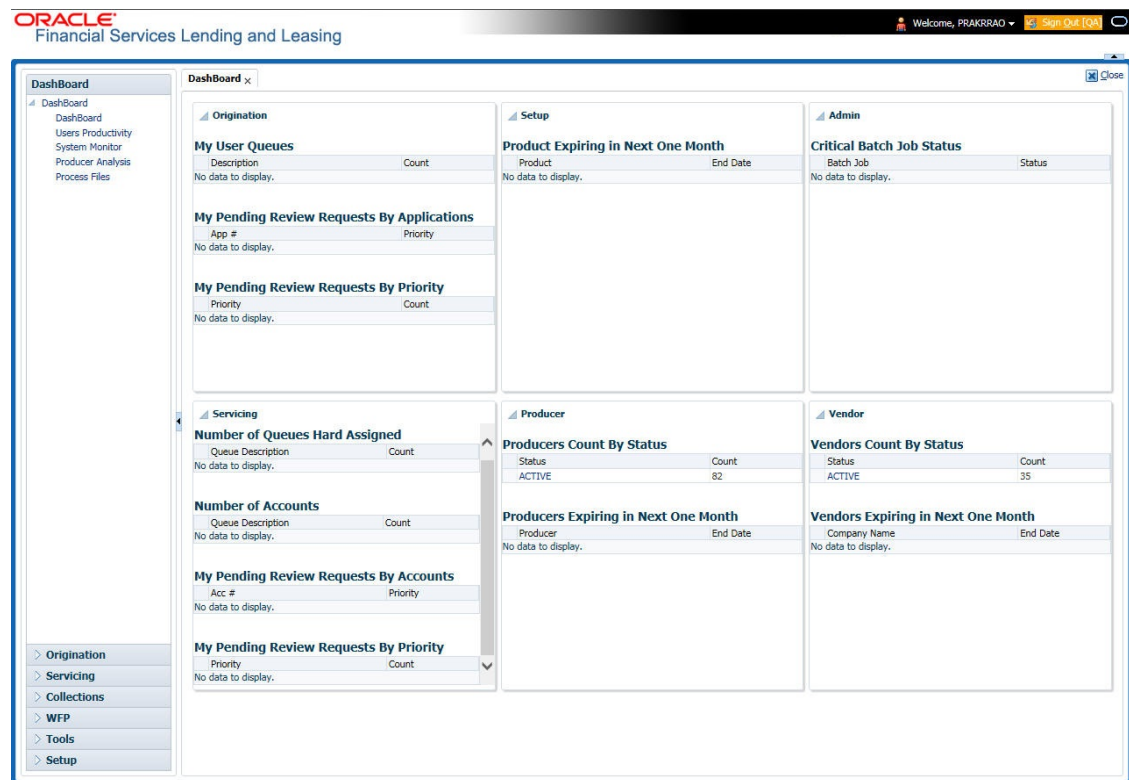 ORACLE
Financial Services Lending and Leasing
Welcome, PRAKRRAO
Sign Out [QA]
DashBoard
DashBoard
DashBoard
Users Productivity
System Monitor
Producer Analysis
Process Files
Origination
Servicing
Collections
WFP
Tools
Setup
DashBoard x
Close
Origination
My User Queues
Description Count
No data to display.
My Pending Review Requests By Applications
App # Priority
No data to display.
My Pending Review Requests By Priority
Priority Count
No data to display.
Setup
Product Expiring in Next One Month
Product End Date
No data to display.
Admin
Critical Batch Job Status
Batch Job Status
No data to display.
Servicing
Number of Queues Hard Assigned
Queue Description Count
No data to display.
Number of Accounts
Queue Description Count
No data to display.
My Pending Review Requests By Accounts
Acc # Priority
No data to display.
My Pending Review Requests By Priority
Priority Count
No data to display.
Producer
Producers Count By Status
Status Count
ACTIVE 82
Producers Expiring in Next One Month
Producer End Date
No data to display.
Vendor
Vendors Count By Status
Status Count
ACTIVE 35
Vendors Expiring in Next One Month
Company Name End Date
No data to display.